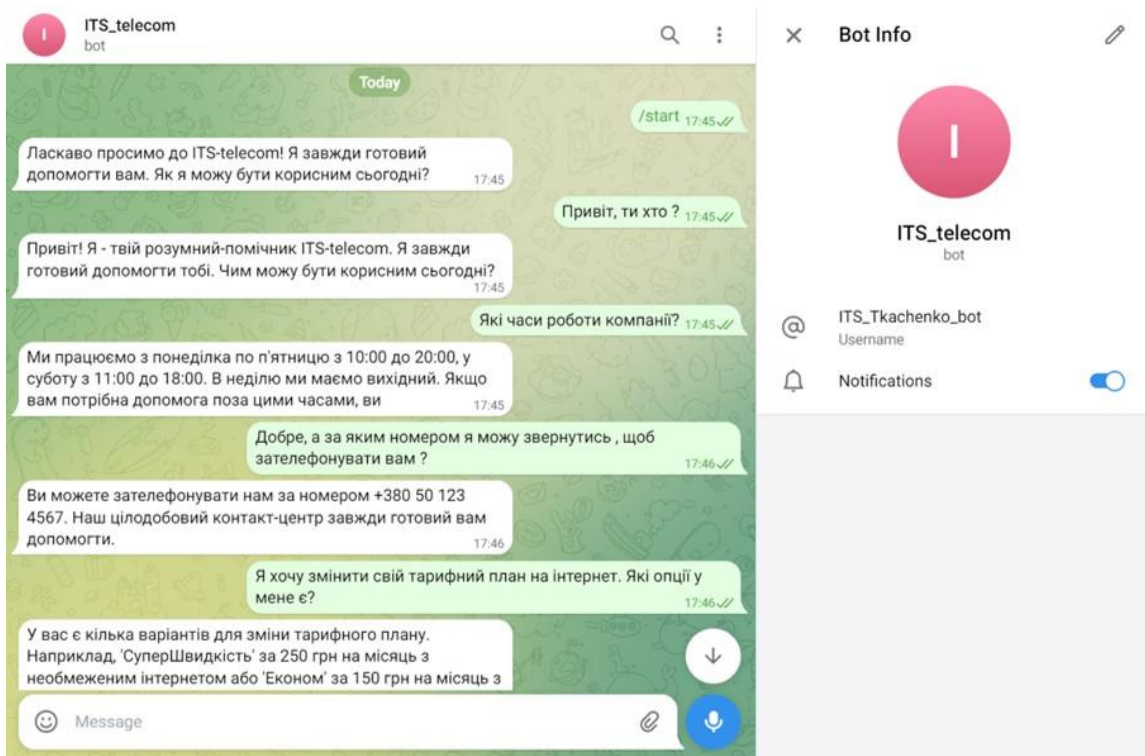 I
ITS_telecom
bot
Today
/start 17:45
Ласкаво просимо до ITS-telecom! Я завжди готовий
допомогти вам. Як я можу бути корисним сьогодні?
17:45
Привіт, ти хто ? 17:45
Привіт! Я - твій розумний-помічник ITS-telecom. Я завжди
готовий допомогти тобі. Чим можу бути корисним сьогодні?
17:45
Які часи роботи компанії? 17:45
Ми працюємо з понеділка по п'ятницю з 10:00 до 20:00, у
суботу з 11:00 до 18:00. В неділю ми маємо вихідний. Якщо
вам потрібна допомога поза цими часами, ви
17:45
Добре, а за яким номером я можу звернутись , щоб
зателефонувати вам ?
17:46
Ви можете зателефонувати нам за номером +380 50 123
4567. Наш цілодобовий контакт-центр завжди готовий вам
допомогти.
17:46
Я хочу змінити свій тарифний план на інтернет. Які опції у
мене є?
17:46
У вас є кілька варіантів для зміни тарифного плану.
Наприклад, 'СуперШвидкість' за 250 грн на місяць з
необмеженим інтернетом або 'Економ' за 150 грн на місяць з
Message
Bot Info
I
ITS_telecom
bot
@
ITS_Tkachenko_bot
Username
Notifications